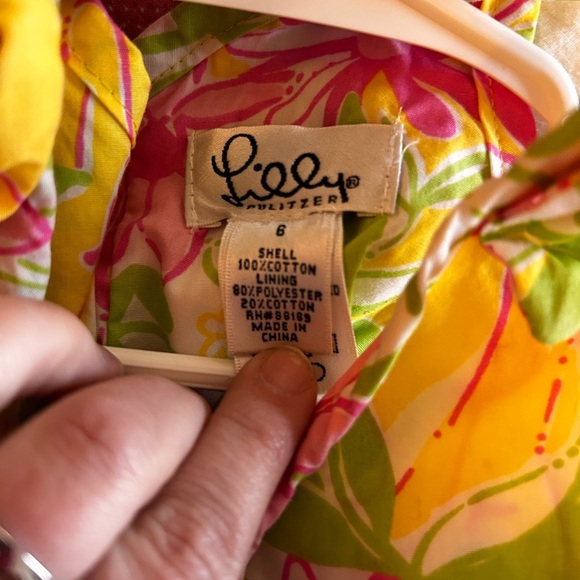 Lilly®
PULITZER
6
SHELL
100%COTTON
LINING
80%POLYESTER
20%COTTON
RN#88189
MADE IN
CHINA